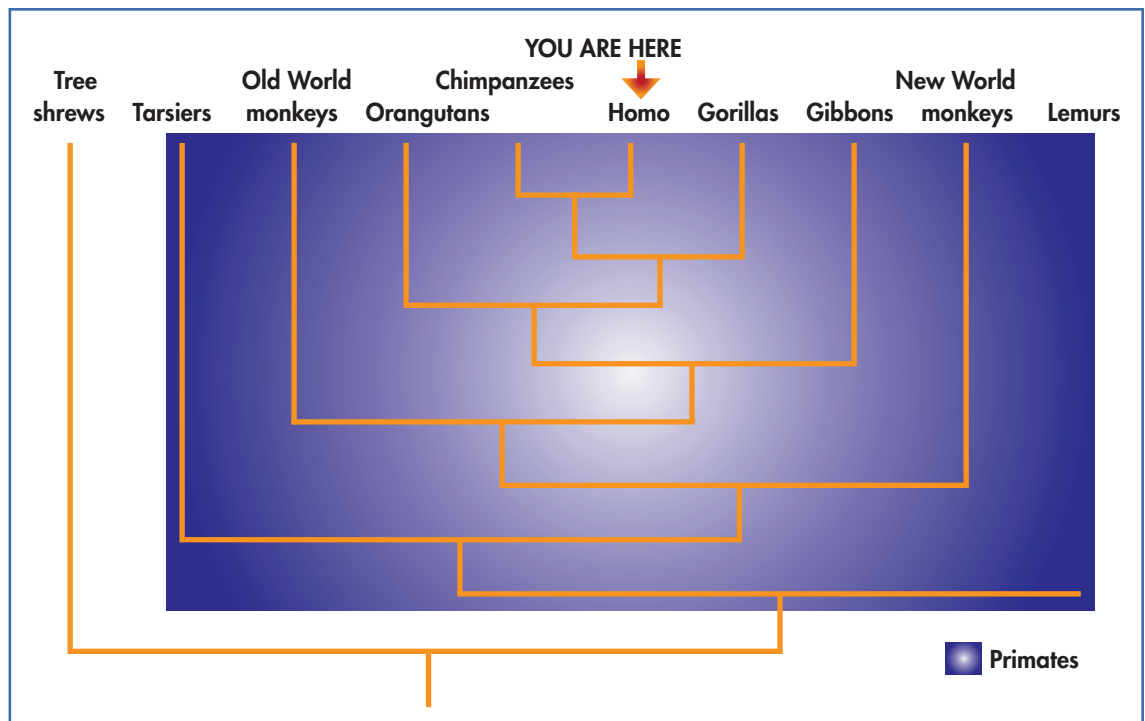 YOU ARE HERE
Tree
shrews
Tarsiers
Old World
monkeys
Orangutans
Chimpanzees
Homo
Gorillas
Gibbons
New World
monkeys
Lemurs
Primates